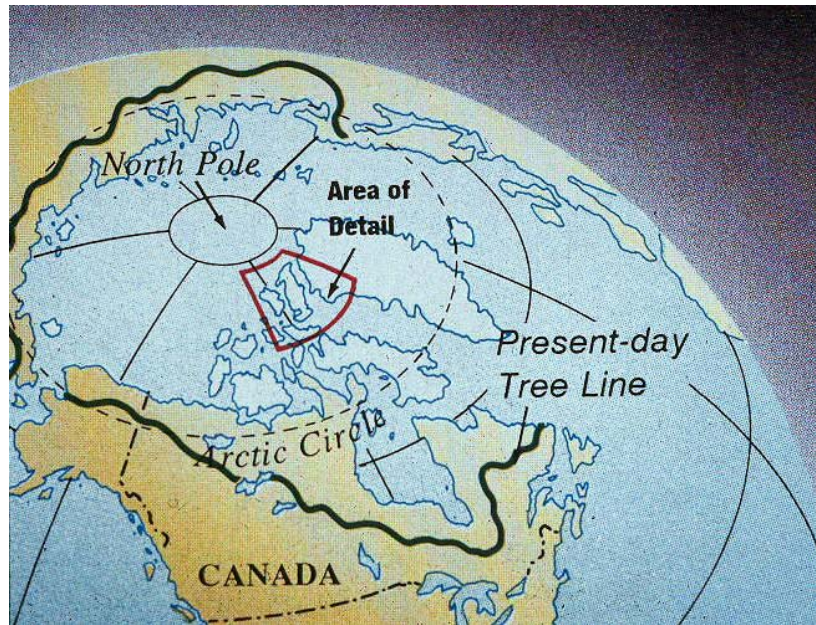 North Pole
Area of
Detail
Present-day
Tree Line
Arctic Circle
CANADA